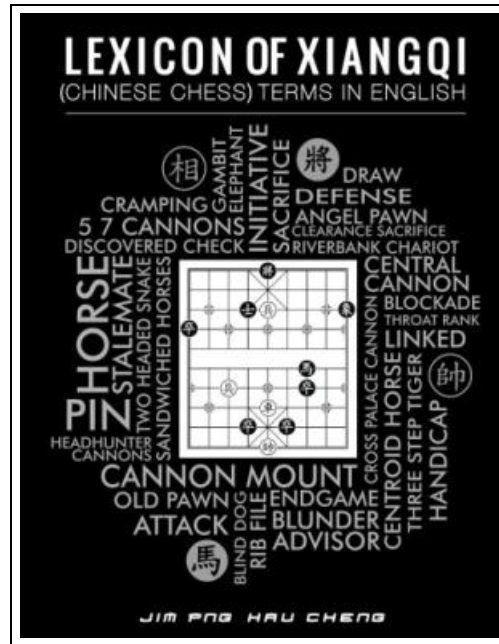 LEXICON OF XIANGQI
(CHINESE CHESS) TERMS IN ENGLISH
相
GAMBIT
ELEPHANT
INITIATIVE
SACRIFICE
將
DRAW
CRAMPING
DEFENSE
5 7 CANNONS
ANGEL PAWN
CLEARANCE SACRIFICE
DISCOVERED CHECK
RIVERBANK CHARIOT
HORSE
STALEMATE
TWO HEADED SNAKE
SANDWICHED HORSES
CENTRAL
CANNON
BLOCKADE
THROAT RANK
LINKED
CROSS PALACE CANNON
CENTROID HORSE
THREE STEP TIGER
帥
HANDICAP
PIN
HEADHUNTER
CANNONS
CANNON MOUNT
OLD PAWN
ATTACK
馬
BLIND DOG
RIB FILE
ENDGAME
BLUNDER
ADVISOR
JIM PNG HAU CHENG